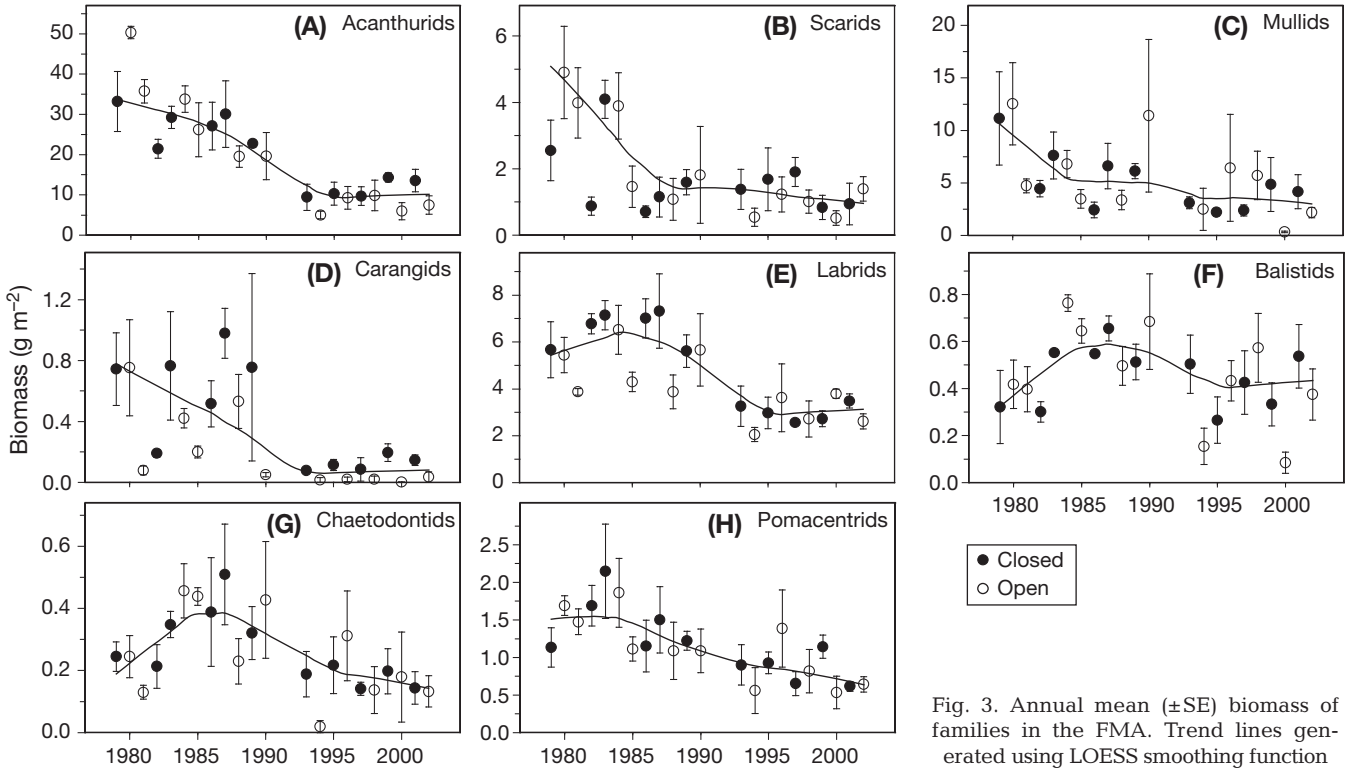 (A) Acanthurids
50
40
30
20
10
0
(B) Scarids
6
4
2
0
(C) Mullids
20
15
10
5
0
Biomass (g m−2)
(D) Carangids
1.2
0.8
0.4
0.0
(E) Labrids
8
6
4
2
0
(F) Balistids
0.8
0.6
0.4
0.2
0.0
1980 1985 1990 1995 2000
(G) Chaetodontids
0.6
0.4
0.2
0.0
1980 1985 1990 1995 2000
(H) Pomacentrids
2.5
2.0
1.5
1.0
0.5
0.0
1980 1985 1990 1995 2000
Closed
Open
Fig. 3. Annual mean (±SE) biomass of
families in the FMA. Trend lines gen-
erated using LOESS smoothing function